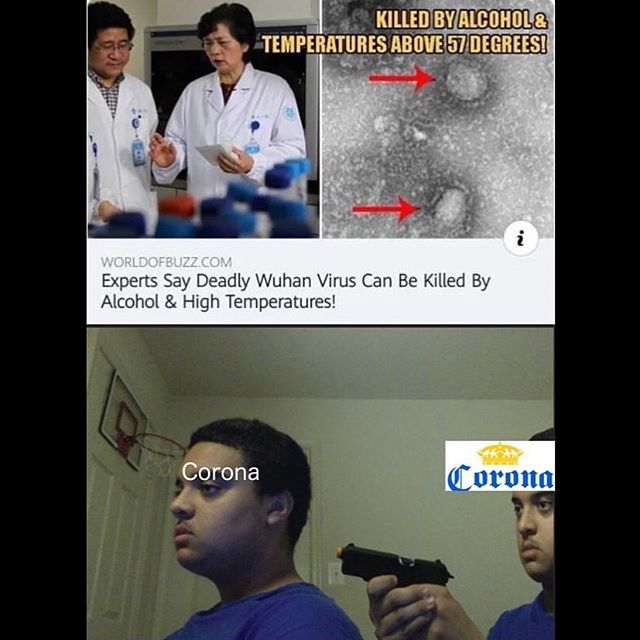 KILLED BY ALCOHOL &
TEMPERATURES ABOVE 57 DEGREES!
i
WORLDOFBUZZ.COM
Experts Say Deadly Wuhan Virus Can Be Killed By
Alcohol & High Temperatures!
Corona
Corona